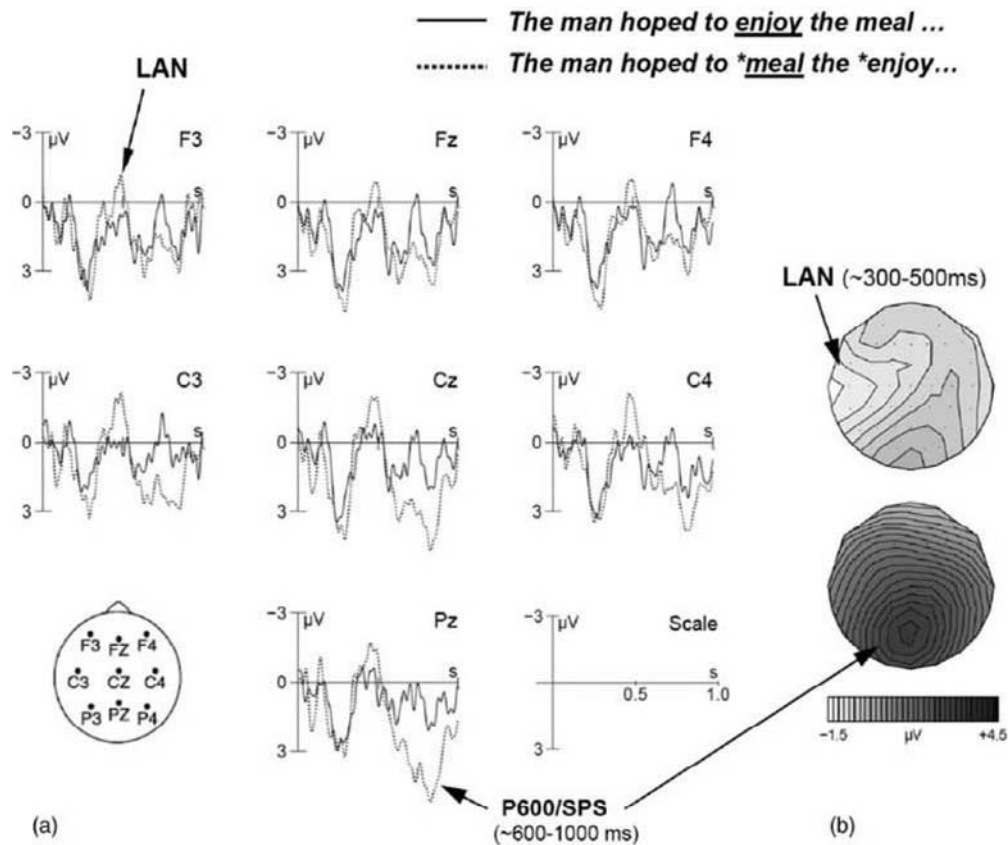 The man hoped to enjoy the meal ...
The man hoped to *meal the *enjoy...
LAN
−3
μV
F3
s
0
3
−3
μV
Fz
s
0
3
−3
μV
F4
s
0
3
LAN (~300-500ms)
−3
μV
C3
s
0
3
−3
μV
Cz
s
0
3
−3
μV
C4
s
0
3
F3 FZ F4
C3 CZ C4
P3 PZ P4
−3
μV
Pz
s
0
3
−3
μV
Scale
s
0.5
1.0
3
−1.5 μV +4.5
P600/SPS
(~600-1000 ms)
(a)
(b)